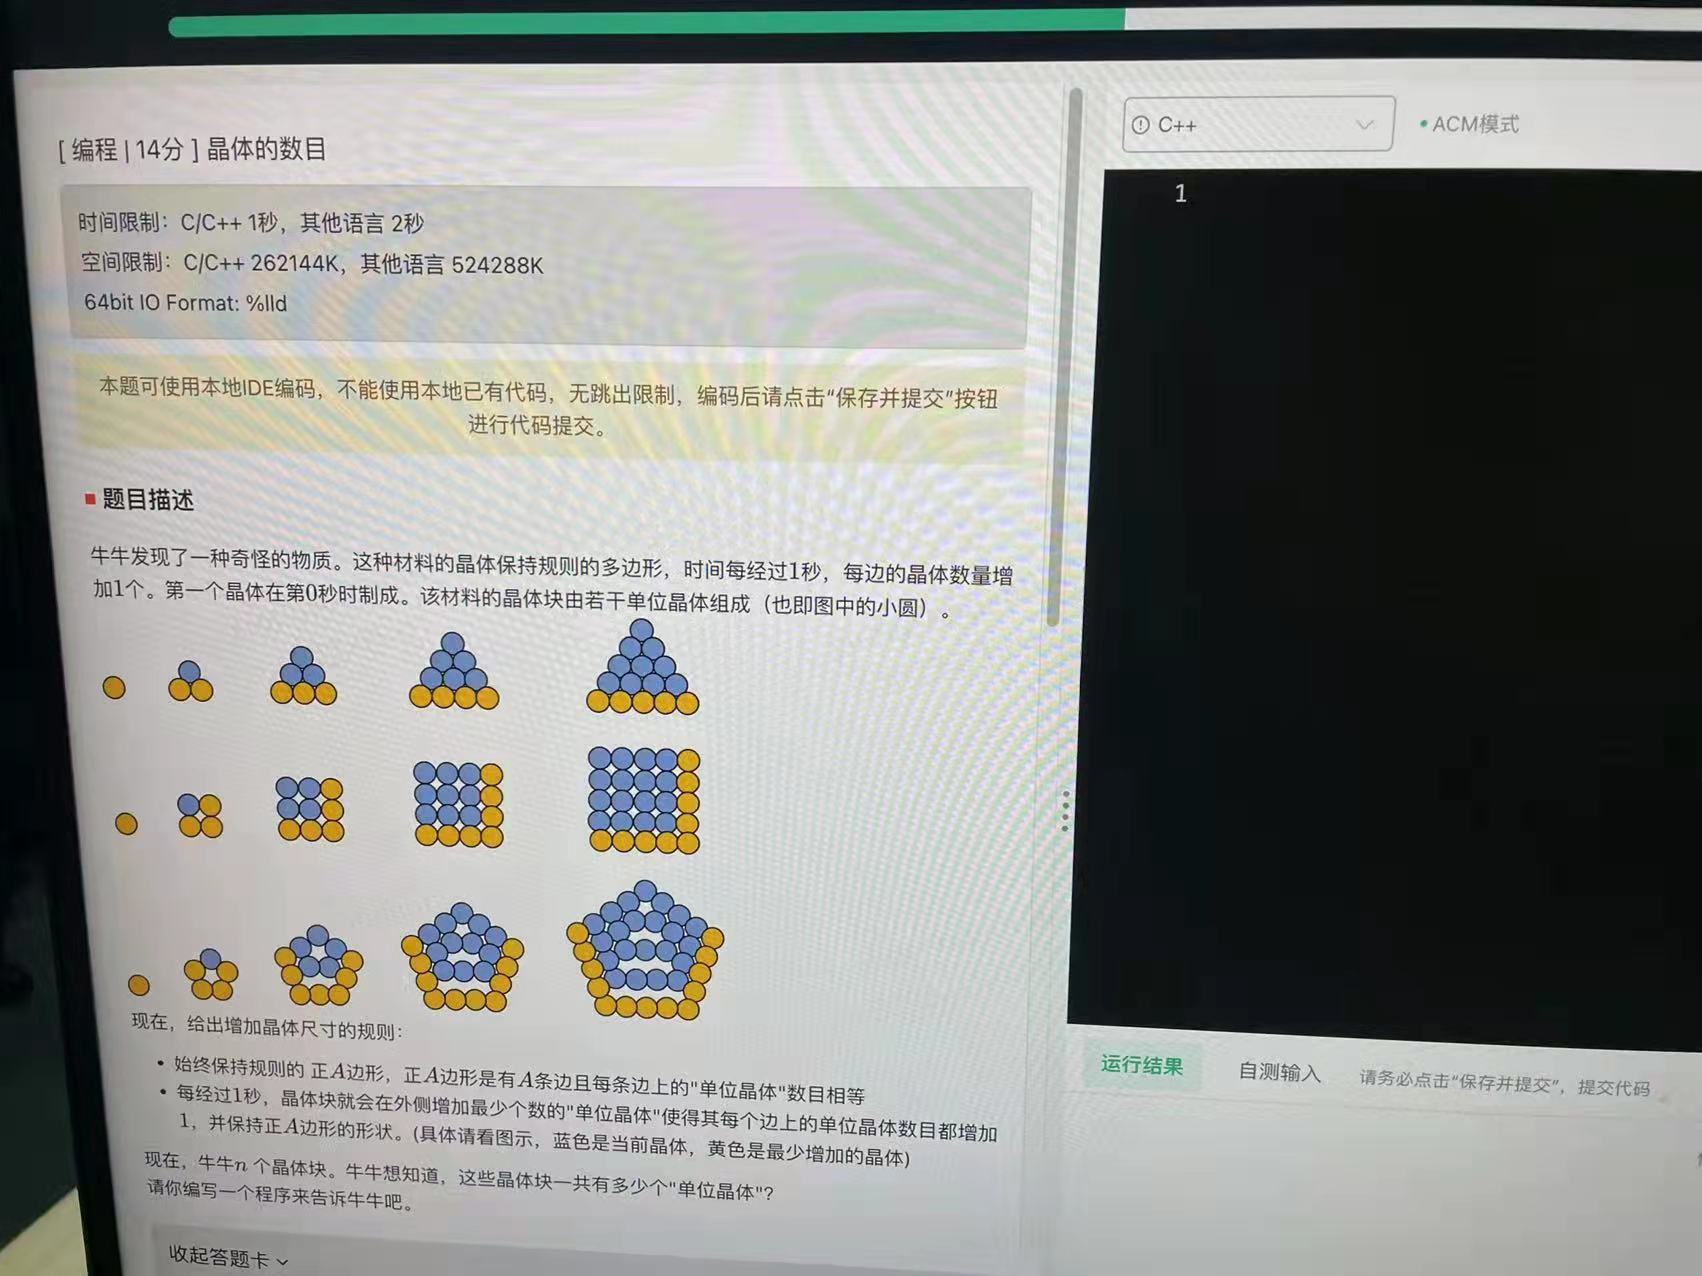 [ 编程 | 14分 ] 晶体的数目
时间限制：C/C++ 1秒，其他语言 2秒
空间限制：C/C++ 262144K，其他语言 524288K
64bit IO Format: %lld
本题可使用本地IDE编码，不能使用本地已有代码，无跳出限制，编码后请点击“保存并提交”按钮
进行代码提交。
题目描述
牛牛发现了一种奇怪的物质。这种材料的晶体保持规则的多边形，时间每经过1秒，每边的晶体数量增
加1个。第一个晶体在第0秒时制成。该材料的晶体块由若干单位晶体组成（也即图中的小圆）。
现在，给出增加晶体尺寸的规则：
• 始终保持规则的 正A边形，正A边形是有A条边且每条边上的"单位晶体"数目相等
• 每经过1秒，晶体块就会在外侧增加最少个数的"单位晶体"使得其每个边上的单位晶体数目都增加
1，并保持正A边形的形状。(具体请看图示，蓝色是当前晶体，黄色是最少增加的晶体)
现在，牛牛n 个晶体块。牛牛想知道，这些晶体块一共有多少个"单位晶体"？
请你编写一个程序来告诉牛牛吧。
收起答题卡
C++
• ACM模式
1
运行结果
自测输入
请务必点击“保存并提交”，提交代码